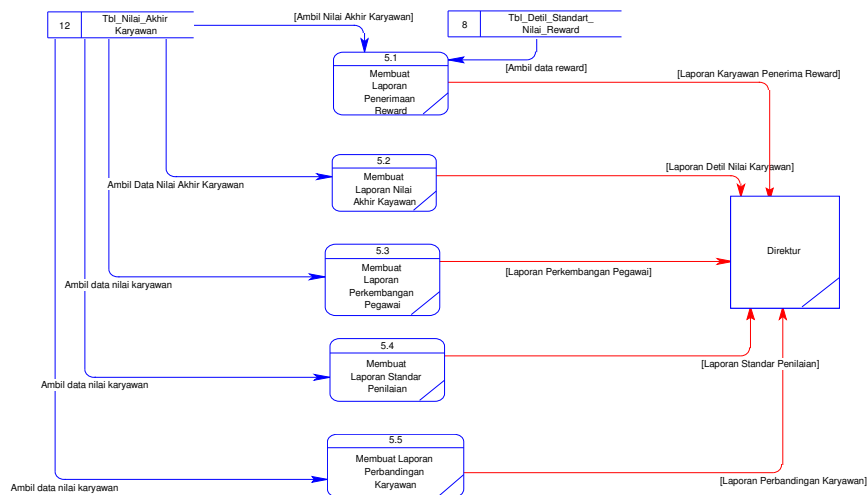 12
Tbl_Nilai_Akhir
Karyawan
[Ambil Nilai Akhir Karyawan]
8
Tbl_Detil_Standart_
Nilai_Reward
5.1
Membuat
Laporan
Penerimaan
Reward
[Ambil data reward]
[Laporan Karyawan Penerima Reward]
5.2
Membuat
Laporan Nilai
Akhir Kayawan
Ambil Data Nilai Akhir Karyawan
[Laporan Detil Nilai Karyawan]
Direktur
5.3
Membuat
Laporan
Perkembangan
Pegawai
Ambil data nilai karyawan
[Laporan Perkembangan Pegawai]
5.4
Membuat
Laporan Standar
Penilaian
Ambil data nilai karyawan
[Laporan Standar Penilaian]
5.5
Membuat Laporan
Perbandingan
Karyawan
Ambil data nilai karyawan
[Laporan Perbandingan Karyawan]